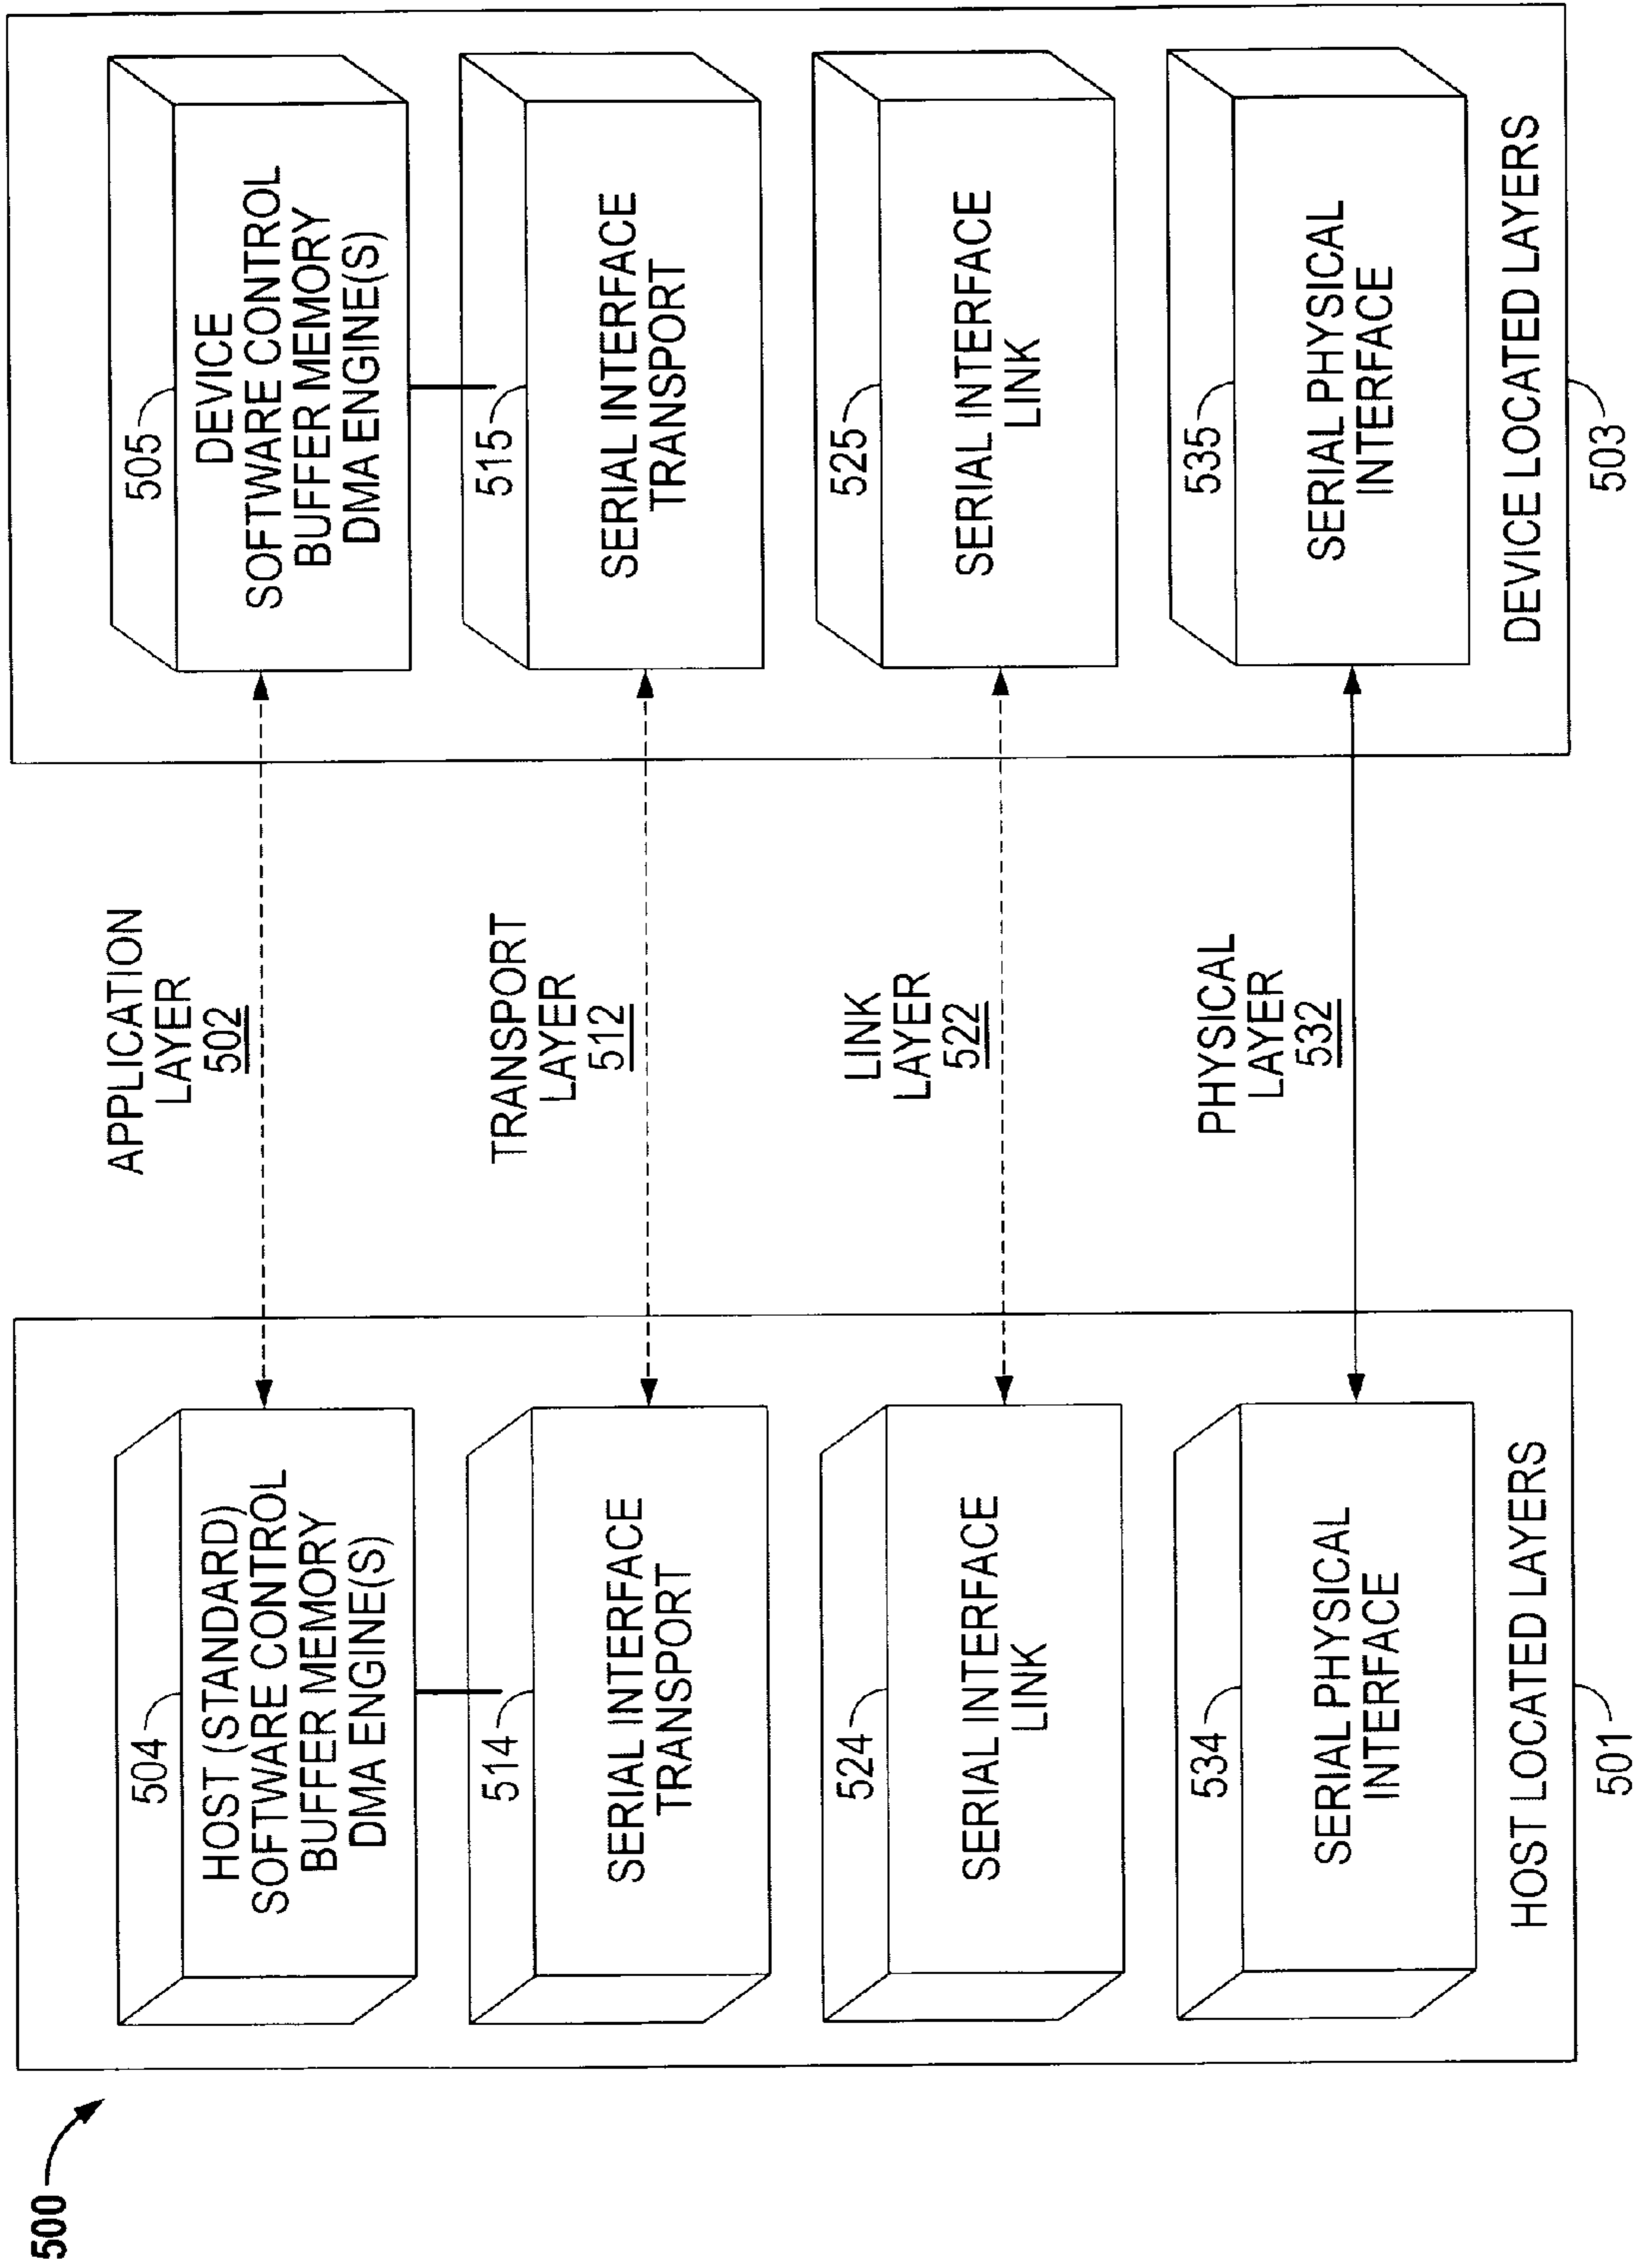 500
504
HOST (STANDARD)
SOFTWARE CONTROL
BUFFER MEMORY
DMA ENGINE(S)
APPLICATION
LAYER
502
505
DEVICE
SOFTWARE CONTROL
BUFFER MEMORY
DMA ENGINE(S)
514
SERIAL INTERFACE
TRANSPORT
TRANSPORT
LAYER
512
515
SERIAL INTERFACE
TRANSPORT
524
SERIAL INTERFACE
LINK
LINK
LAYER
522
525
SERIAL INTERFACE
LINK
534
SERIAL PHYSICAL
INTERFACE
PHYSICAL
LAYER
532
535
SERIAL PHYSICAL
INTERFACE
HOST LOCATED LAYERS
501
DEVICE LOCATED LAYERS
503